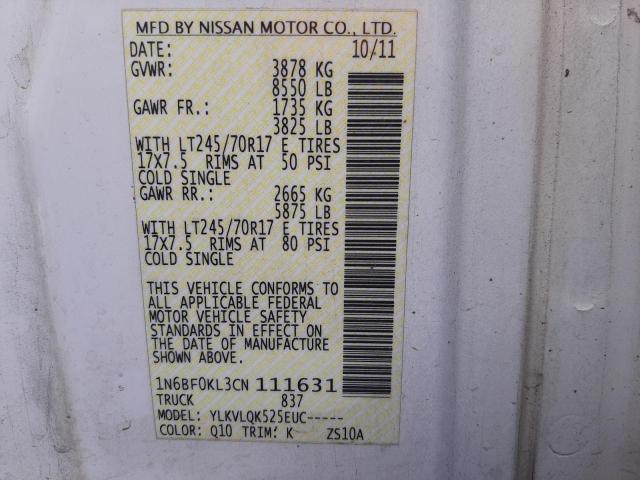 MFD BY NISSAN MOTOR CO., LTD.
DATE: 10/11
GVWR: 3878 KG
8550 LB
GAWR FR.: 1735 KG
3825 LB
WITH LT245/70R17 E TIRES
17X7.5 RIMS AT 50 PSI
COLD SINGLE
GAWR RR.: 2665 KG
5875 LB
WITH LT245/70R17 E TIRES
17X7.5 RIMS AT 80 PSI
COLD SINGLE
THIS VEHICLE CONFORMS TO
ALL APPLICABLE FEDERAL
MOTOR VEHICLE SAFETY
STANDARDS IN EFFECT ON
THE DATE OF MANUFACTURE
SHOWN ABOVE.
1N6BF0KL3CN 111631
TRUCK 837
MODEL: YLKVLQK525EUC-----
COLOR: Q10 TRIM: K ZS10A